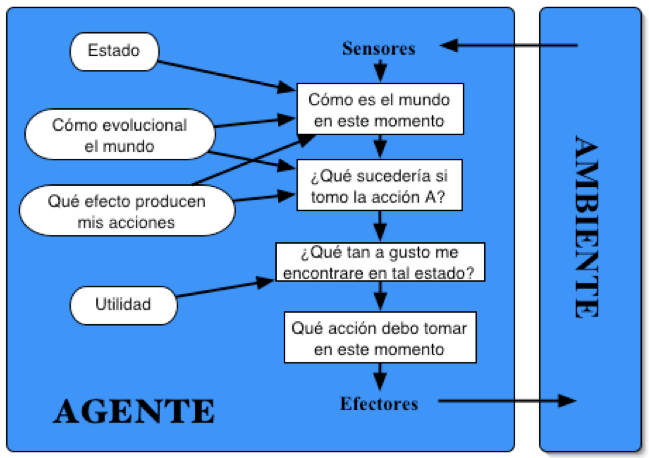 Estado
Sensores
Cómo es el mundo
en este momento
Cómo evolucional
el mundo
¿Qué sucedería si
tomo la acción A?
Qué efecto producen
mis acciones
¿Qué tan a gusto me
encontrare en tal estado?
Utilidad
Qué acción debo tomar
en este momento
Efectores
AGENTE
AMBIENTE